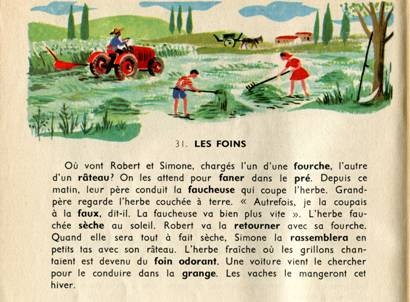 31. LES FOINS
Où vont Robert et Simone, chargés l'un d'une fourche, l'autre
d'un râteau? On les attend pour faner dans le pré. Depuis ce
matin, leur père conduit la faucheuse qui coupe l'herbe. Grand-
père regarde l'herbe couchée à terre. « Autrefois, je la coupais
à la faux, dit-il. La faucheuse va bien plus vite ». L'herbe fau-
chée sèche au soleil. Robert va la retourner avec sa fourche.
Quand elle sera tout à fait sèche, Simone la rassemblera en
petits tas avec son râteau. L'herbe fraîche où les grillons chan-
taient est devenu du foin odorant. Une voiture vient le chercher
pour le conduire dans la grange. Les vaches le mangeront cet
hiver.